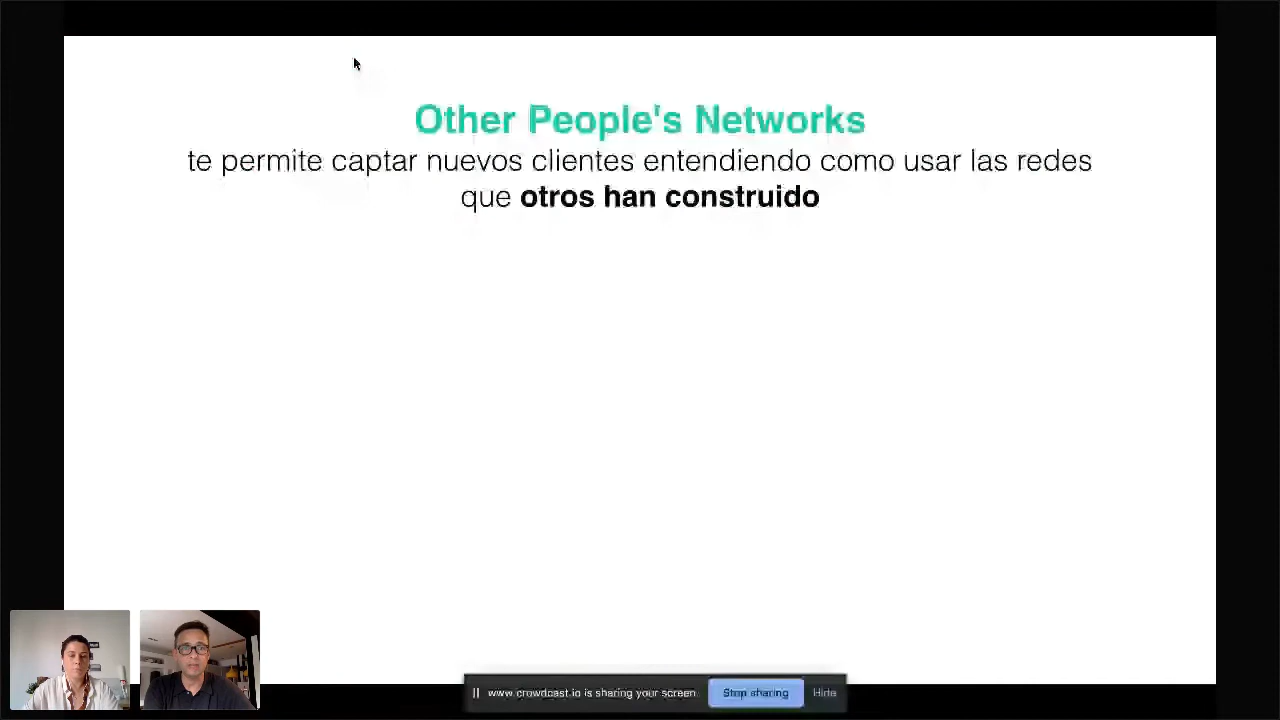 Other People's Networks
te permite captar nuevos clientes entendiendo como usar las redes
que otros han construido
www.crowdcast.io is sharing your screen
Stop sharing
Hide